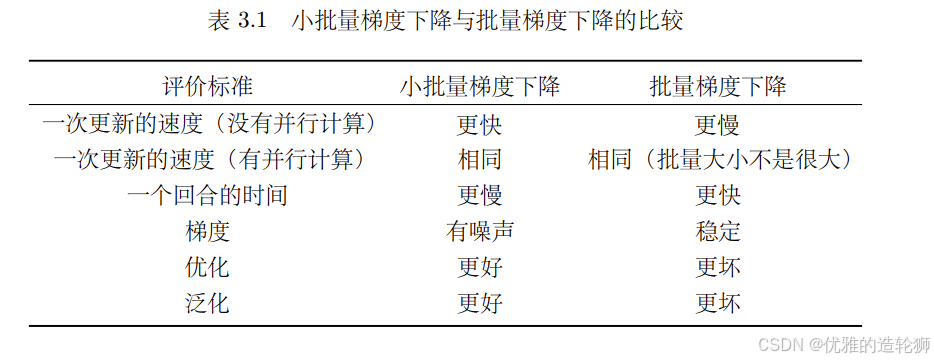 表 3.1 小批量梯度下降与批量梯度下降的比较
评价标准 小批量梯度下降 批量梯度下降
一次更新的速度（没有并行计算） 更快 更慢
一次更新的速度（有并行计算） 相同 相同（批量大小不是很大）
一个回合的时间 更慢 更快
梯度 有噪声 稳定
优化 更好 更坏
泛化 更好 更坏
CSDN @优雅的造轮狮